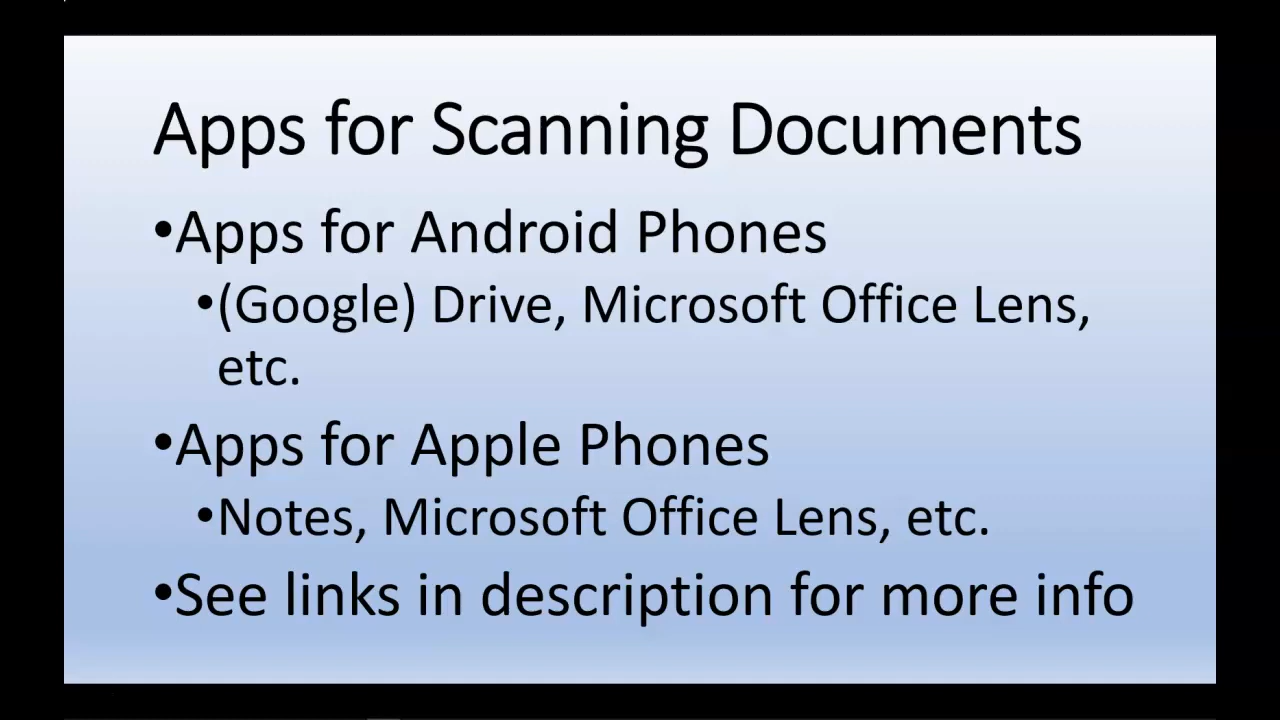 Apps for Scanning Documents
•Apps for Android Phones
•(Google) Drive, Microsoft Office Lens,
etc.
•Apps for Apple Phones
•Notes, Microsoft Office Lens, etc.
•See links in description for more info